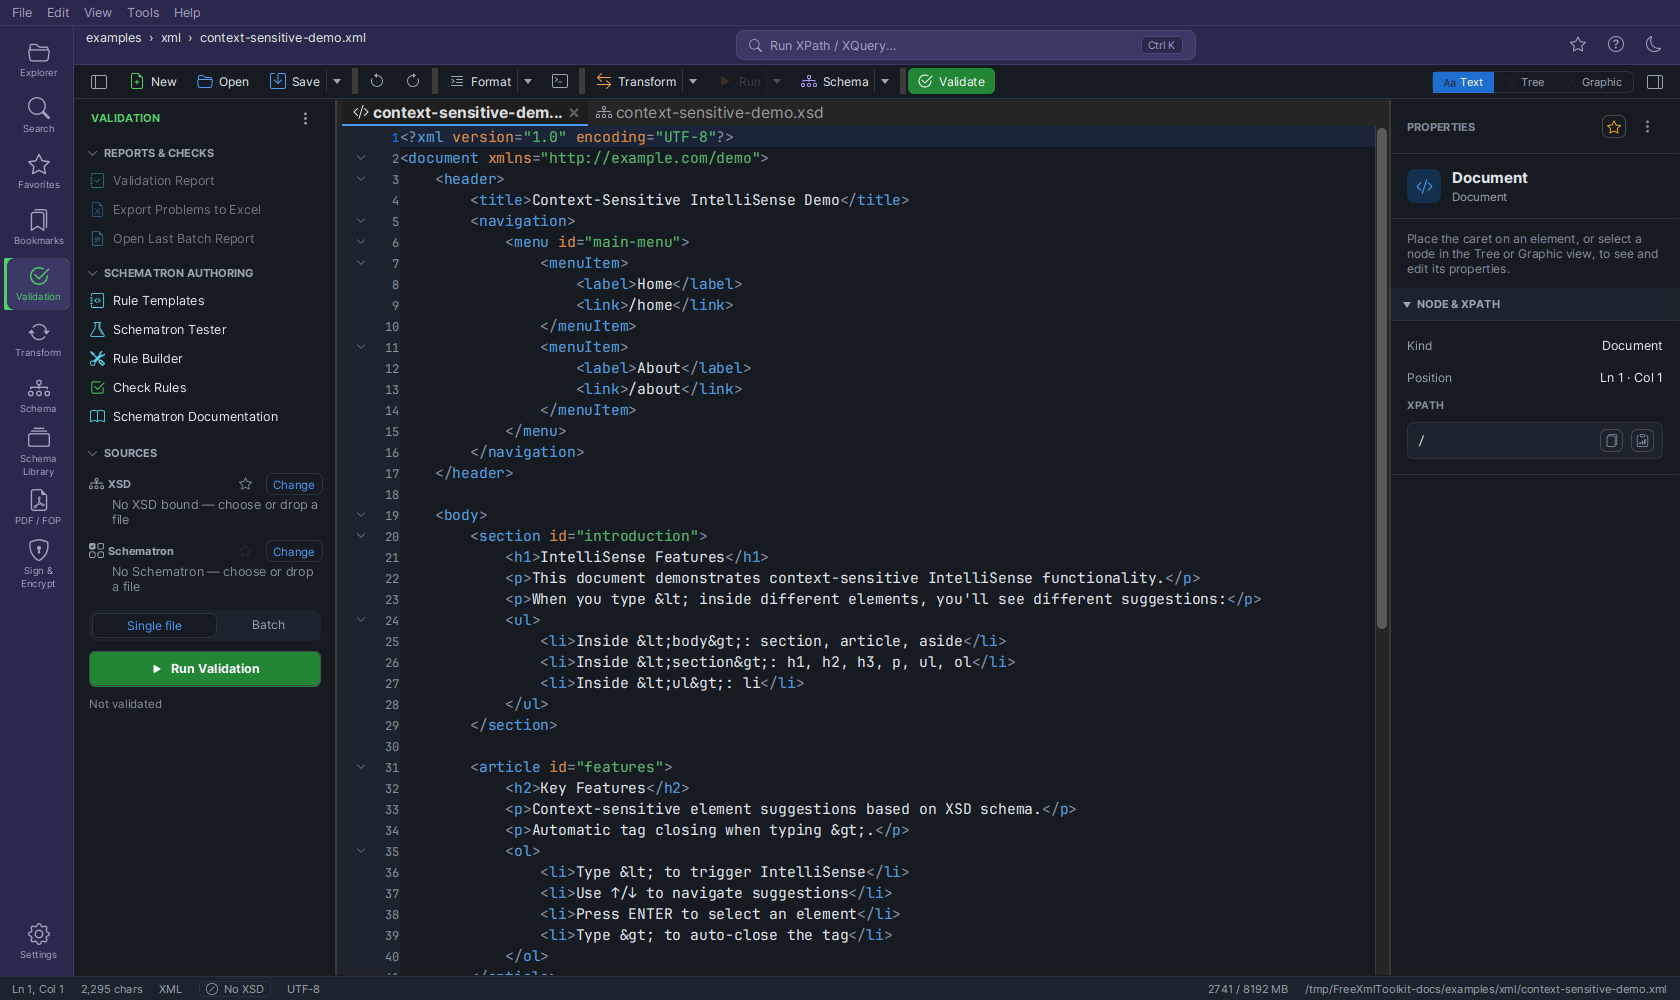 File Edit View Tools Help
examples › xml › context-sensitive-demo.xml
Run XPath / XQuery... Ctrl K
New Open Save Format Transform Run Schema Validate Aa Text Tree Graphic
Explorer
Search
Favorites
Bookmarks
Validation
Transform
Schema
Schema
Library
PDF / FOP
Sign &
Encrypt
Settings
VALIDATION
REPORTS & CHECKS
Validation Report
Export Problems to Excel
Open Last Batch Report
SCHEMATRON AUTHORING
Rule Templates
Schematron Tester
Rule Builder
Check Rules
Schematron Documentation
SOURCES
XSD Change
No XSD bound — choose or drop a
file
Schematron Change
No Schematron — choose or drop
a file
Single file Batch
Run Validation
Not validated
</> context-sensitive-dem... × context-sensitive-demo.xsd
1 <?xml version="1.0" encoding="UTF-8"?>
2 <document xmlns="http://example.com/demo">
3 <header>
4 <title>Context-Sensitive IntelliSense Demo</title>
5 <navigation>
6 <menu id="main-menu">
7 <menuItem>
8 <label>Home</label>
9 <link>/home</link>
10 </menuItem>
11 <menuItem>
12 <label>About</label>
13 <link>/about</link>
14 </menuItem>
15 </menu>
16 </navigation>
17 </header>
18
19 <body>
20 <section id="introduction">
21 <h1>IntelliSense Features</h1>
22 <p>This document demonstrates context-sensitive IntelliSense functionality.</p>
23 <p>When you type &lt; inside different elements, you'll see different suggestions:</p>
24 <ul>
25 <li>Inside &lt;body&gt;: section, article, aside</li>
26 <li>Inside &lt;section&gt;: h1, h2, h3, p, ul, ol</li>
27 <li>Inside &lt;ul&gt;: li</li>
28 </ul>
29 </section>
30
31 <article id="features">
32 <h2>Key Features</h2>
33 <p>Context-sensitive element suggestions based on XSD schema.</p>
34 <p>Automatic tag closing when typing &gt;.</p>
35 <ol>
36 <li>Type &lt; to trigger IntelliSense</li>
37 <li>Use ↑/↓ to navigate suggestions</li>
38 <li>Press ENTER to select an element</li>
39 <li>Type &gt; to auto-close the tag</li>
40 </ol>
41 </article>
PROPERTIES
</> Document
Document
Place the caret on an element, or select a
node in the Tree or Graphic view, to see and
edit its properties.
NODE & XPATH
Kind Document
Position Ln 1 · Col 1
XPATH
/
Ln 1, Col 1 2,295 chars XML No XSD UTF-8 2741 / 8192 MB /tmp/FreeXmlToolkit-docs/examples/xml/context-sensitive-demo.xml